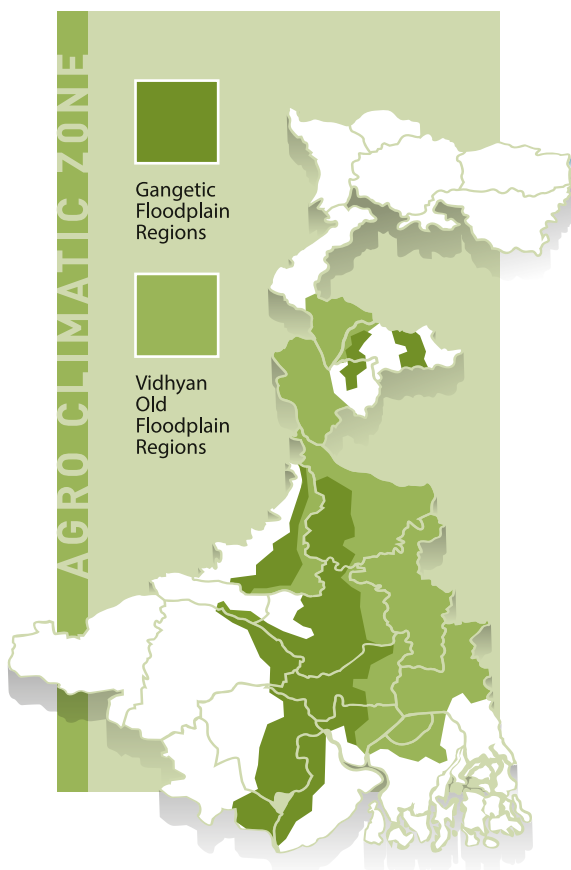 AGRO CLIMATIC ZONE
Gangetic
Floodplain
Regions
Vidhyan
Old
Floodplain
Regions